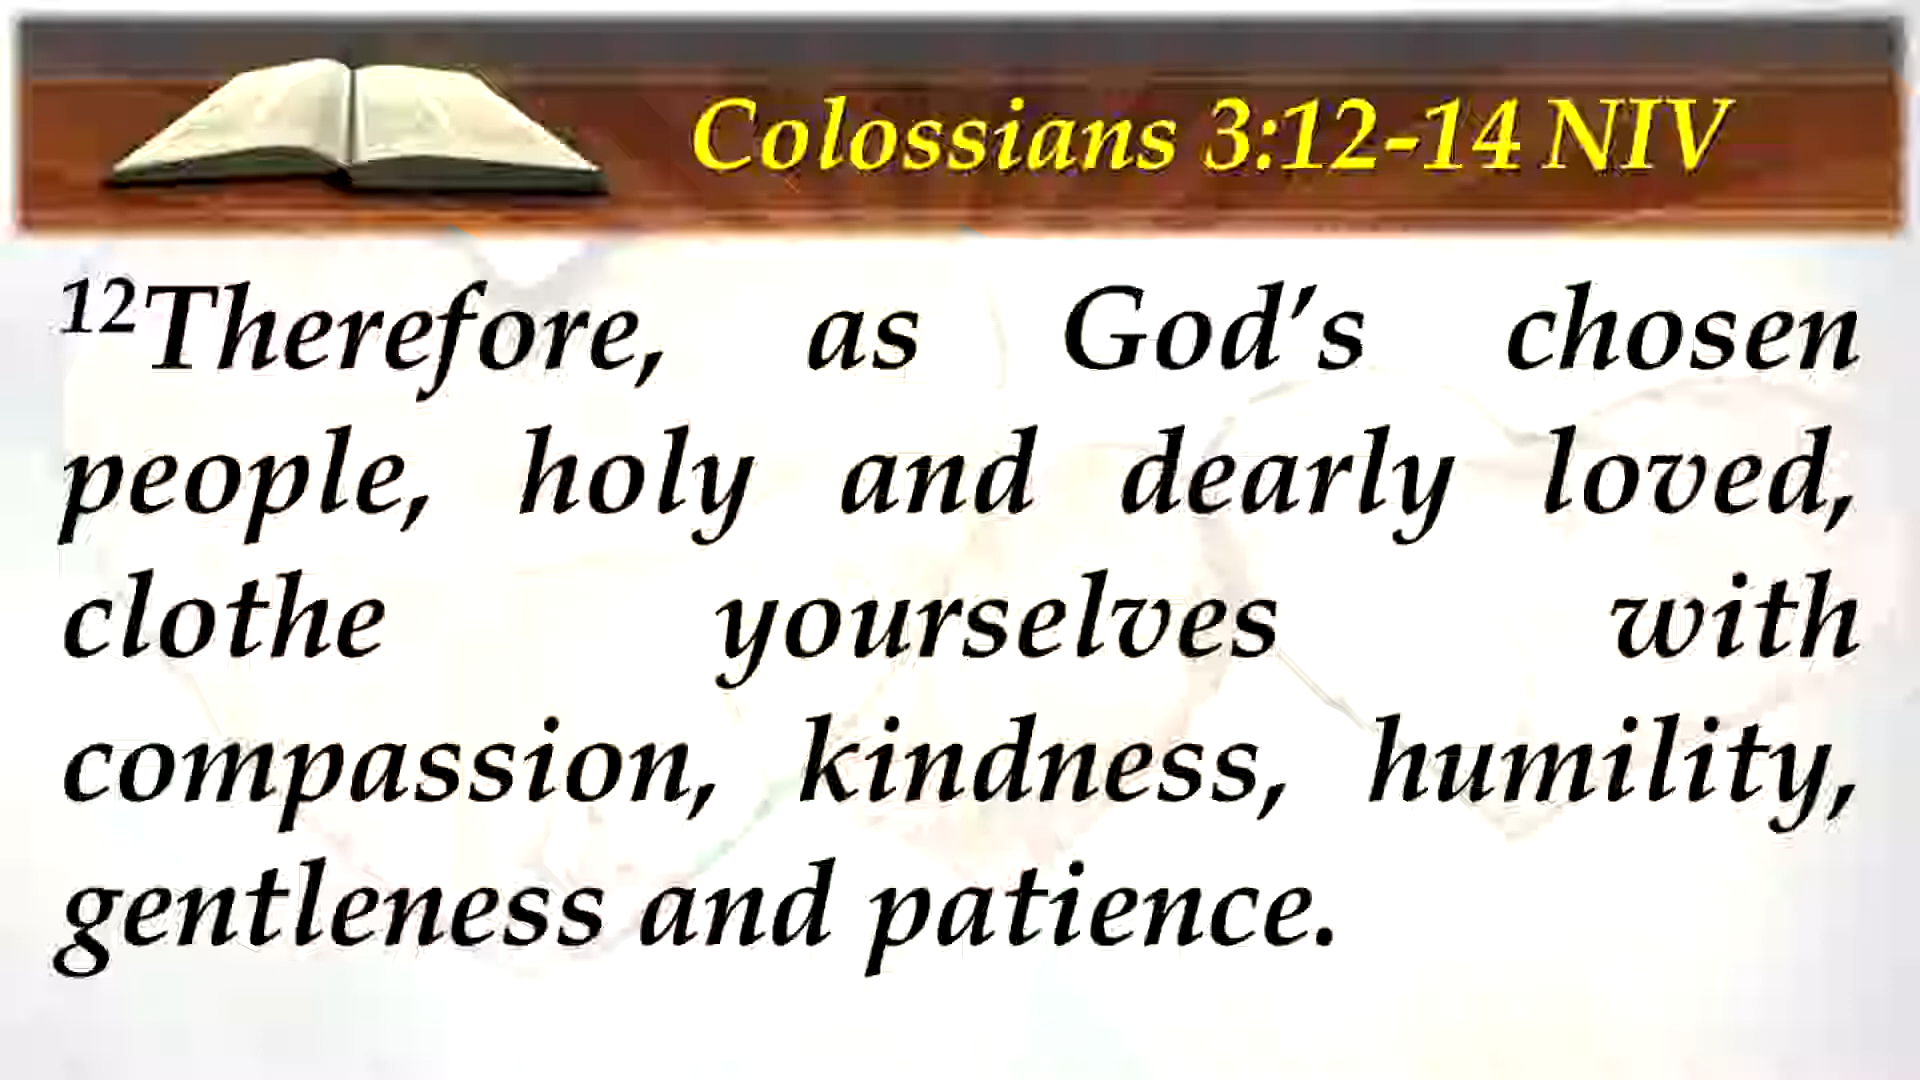 Colossians 3:12-14 NIV
12Therefore, as God’s chosen
people, holy and dearly loved,
clothe yourselves with
compassion, kindness, humility,
gentleness and patience.